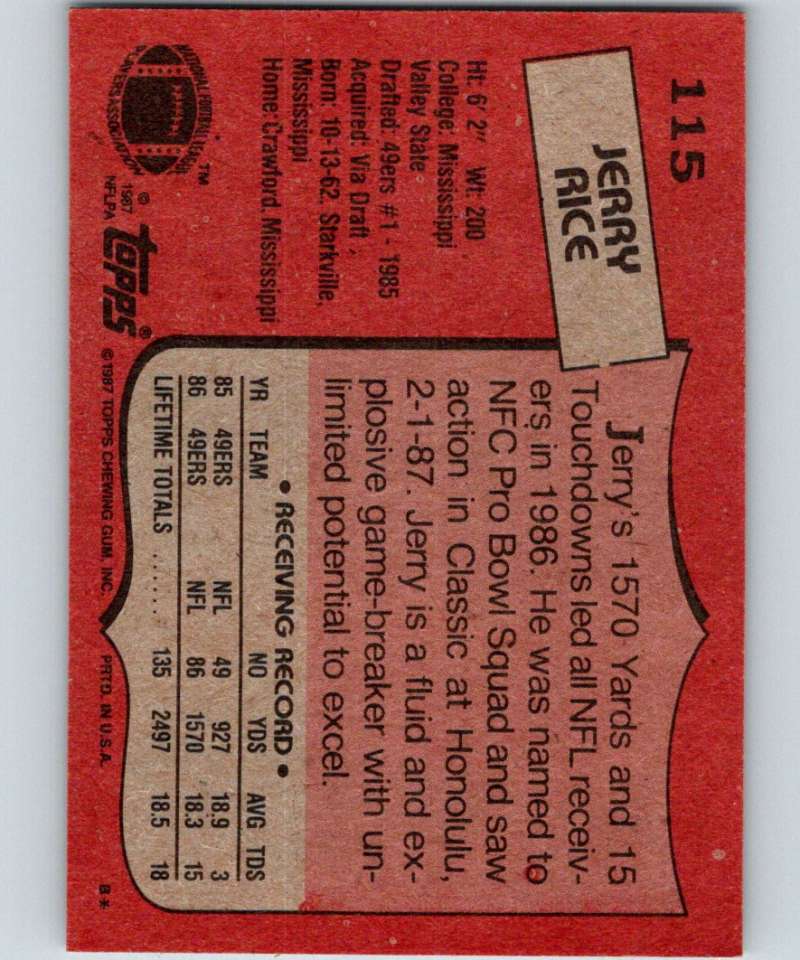 115
JERRY
RICE
Ht: 6' 2" Wt: 200
College: Mississippi
Valley State
Drafted: 49ers #1 - 1985
Acquired: Via Draft
Born: 10-13-62, Starkville,
Mississippi
Home: Crawford, Mississippi
NATIONAL FOOTBALL LEAGUE
PLAYERS ASSOCIATION
TM
© 1987
NFLPA
topps®
Jerry's 1570 Yards and 15
Touchdowns led all NFL receiv-
ers in 1986. He was named to
NFC Pro Bowl Squad and saw
action in Classic at Honolulu,
2-1-87. Jerry is a fluid and ex-
plosive game-breaker with un-
limited potential to excel.
• RECEIVING RECORD •
YR TEAM NO YDS AVG TDS
85 49ERS NFL 49 927 18.9 3
86 49ERS NFL 86 1570 18.3 15
LIFETIME TOTALS ...... 135 2497 18.5 18
©1987 TOPPS CHEWING GUM, INC. PRTD. IN U.S.A. B*